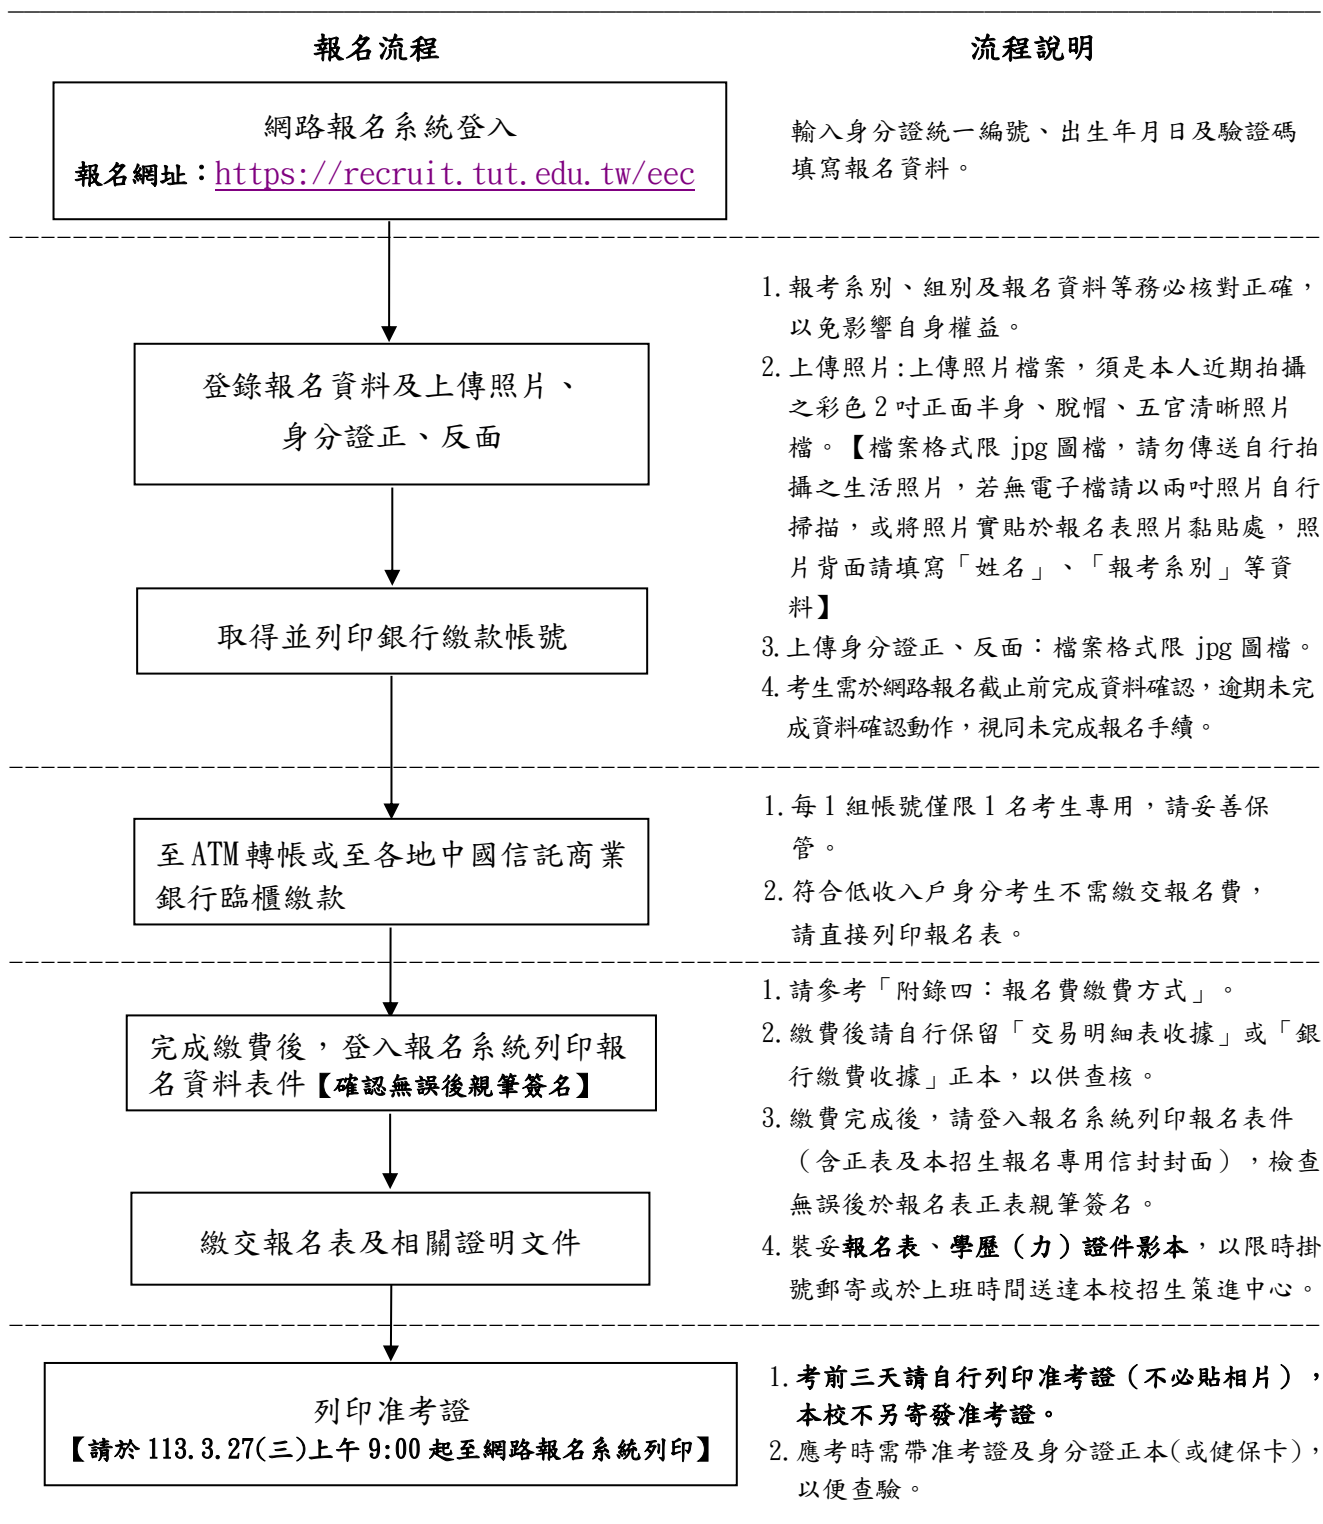 報名流程
流程說明
網路報名系統登入
報名網址：https://recruit.tut.edu.tw/eec
輸入身分證統一編號、出生年月日及驗證碼
填寫報名資料。
登錄報名資料及上傳照片、
身分證正、反面
取得並列印銀行繳款帳號
1.報考系別、組別及報名資料等務必核對正確，
以免影響自身權益。
2.上傳照片:上傳照片檔案，須是本人近期拍攝
之彩色2吋正面半身、脫帽、五官清晰照片
檔。【檔案格式限 jpg 圖檔，請勿傳送自行拍
攝之生活照片，若無電子檔請以兩吋照片自行
掃描，或將照片實貼於報名表照片黏貼處，照
片背面請填寫「姓名」、「報考系別」等資
料】
3.上傳身分證正、反面：檔案格式限 jpg 圖檔。
4.考生需於網路報名截止前完成資料確認，逾期未完
成資料確認動作，視同未完成報名手續。
至ATM轉帳或至各地中國信託商業
銀行臨櫃繳款
1.每1組帳號僅限1名考生專用，請妥善保
管。
2.符合低收入戶身分考生不需繳交報名費，
請直接列印報名表。
完成繳費後，登入報名系統列印報
名資料表件【確認無誤後親筆簽名】
繳交報名表及相關證明文件
1.請參考「附錄四：報名費繳費方式」。
2.繳費後請自行保留「交易明細表收據」或「銀
行繳費收據」正本，以供查核。
3.繳費完成後，請登入報名系統列印報名表件
（含正表及本招生報名專用信封封面），檢查
無誤後於報名表正表親筆簽名。
4.裝妥報名表、學歷（力）證件影本，以限時掛
號郵寄或於上班時間送達本校招生策進中心。
列印准考證
【請於 113.3.27(三)上午 9:00 起至網路報名系統列印】
1.考前三天請自行列印准考證（不必貼相片），
本校不另寄發准考證。
2.應考時需帶准考證及身分證正本(或健保卡)，
以便查驗。